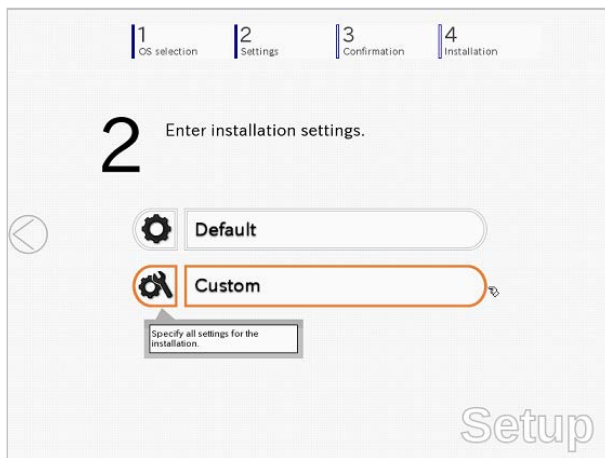 1
OS selection
2
Settings
3
Confirmation
4
Installation
2
Enter installation settings.
Default
Custom
Specify all settings for the
installation.
Setup